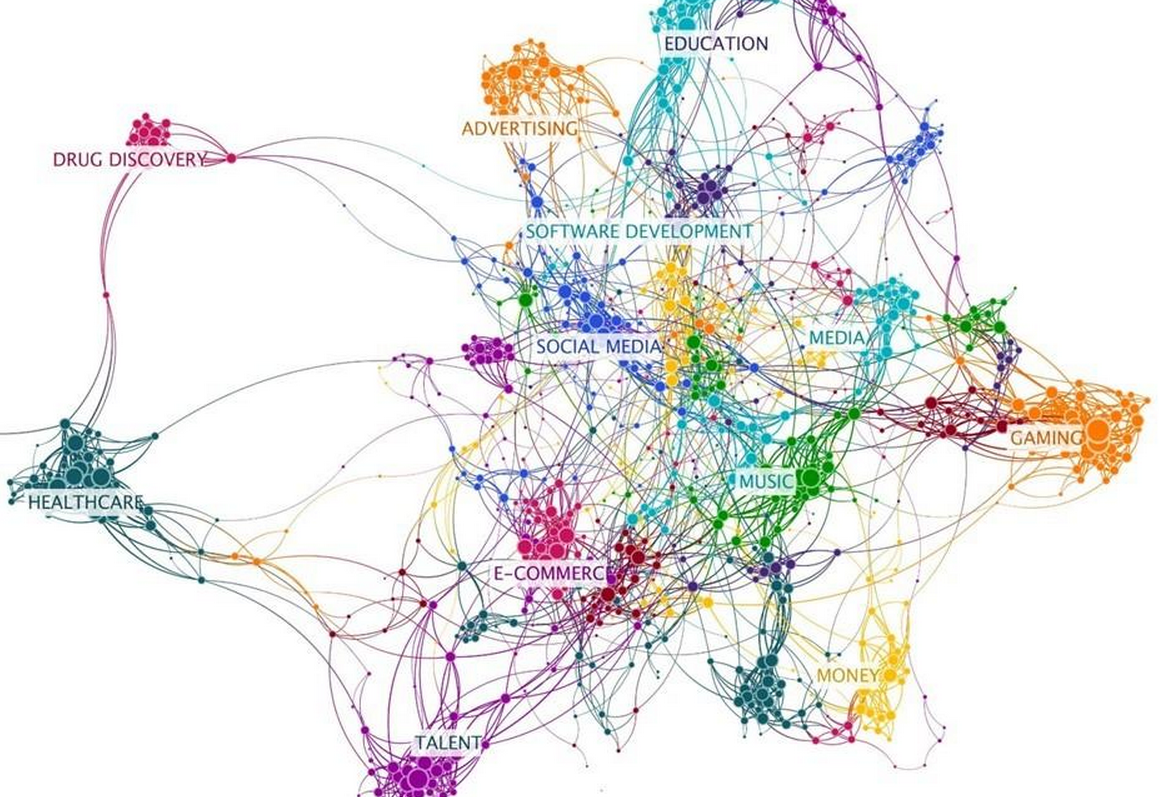 EDUCATION
ADVERTISING
DRUG DISCOVERY
SOFTWARE DEVELOPMENT
MEDIA
SOCIAL MEDIA
GAMING
MUSIC
HEALTHCARE
E-COMMERCE
MONEY
TALENT